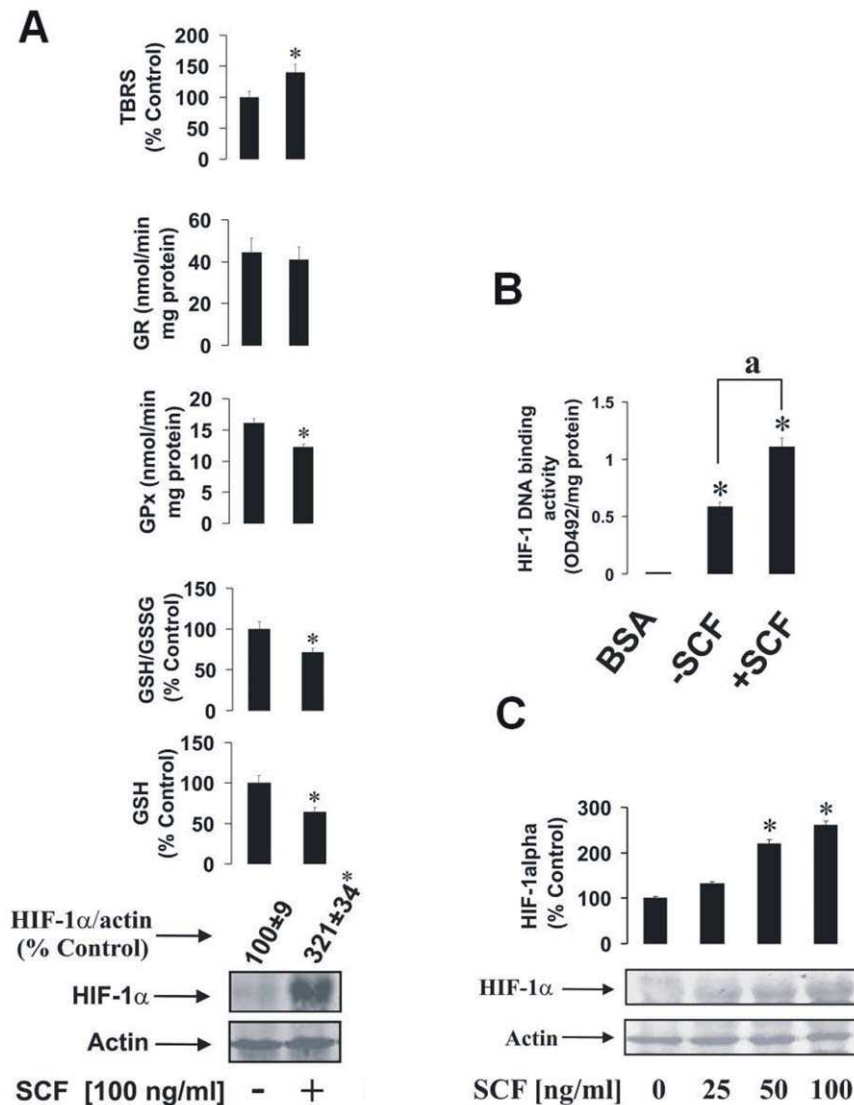 A
TBRS
(% Control)
200
150
100
50
0
*
GR (nmol/min
mg protein)
60
40
20
0
GPx (nmol/min
mg protein)
20
15
10
5
0
*
GSH/GSSG
(% Control)
150
100
50
0
*
GSH
(% Control)
150
100
50
0
*
HIF-1α/actin
(% Control)
100±9
321±34*
HIF-1α
Actin
SCF [100 ng/ml] - +
B
HIF-1 DNA binding
activity
(OD492/mg protein)
1.5
1
0.5
0
a
*
*
BSA
-SCF
+SCF
C
HIF-1alpha
(% Control)
300
200
100
0
*
*
HIF-1α
Actin
SCF [ng/ml] 0 25 50 100